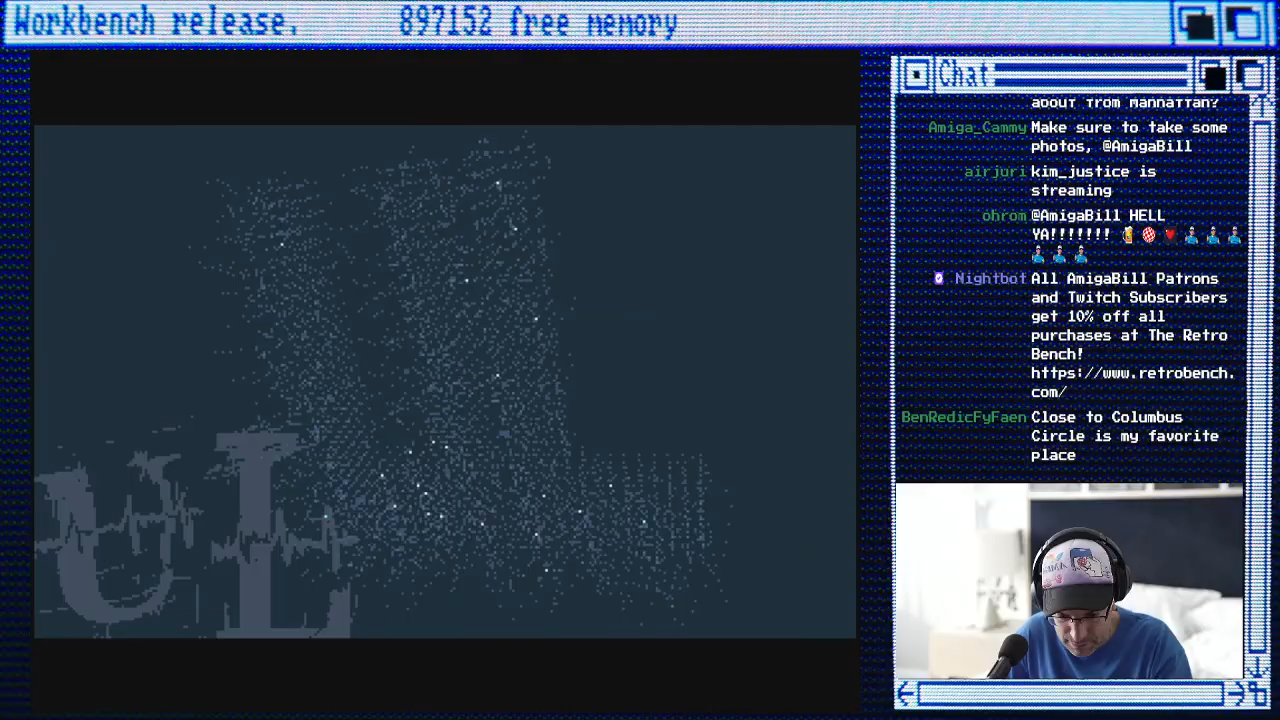 Workbench release. 897152 free memory
Chat
about from Manhattan?
Amiga_Cammy Make sure to take some
photos, @AmigaBill
airjuri kim_justice is
streaming
ohrom @AmigaBill HELL
YA!!!!!!!
Nightbot All AmigaBill Patrons
and Twitch Subscribers
get 10% off all
purchases at The Retro
Bench!
https://www.retrobench.
com/
BenRedicFyFaen Close to Columbus
Circle is my favorite
place
UL